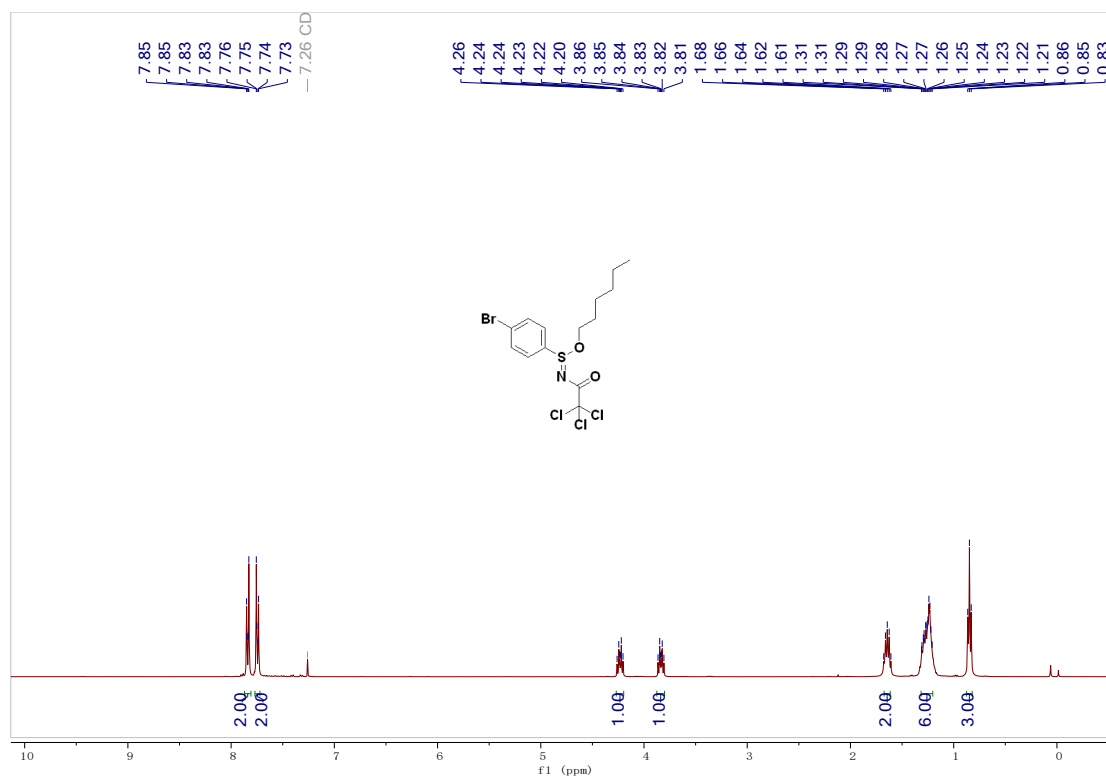 7.85 7.85 7.83 7.83 7.76 7.75 7.74 7.73 7.26 CD 4.26 4.24 4.24 4.23 4.22 4.20 3.86 3.85 3.84 3.83 3.82 3.81 1.68 1.66 1.64 1.62 1.61 1.31 1.31 1.29 1.29 1.28 1.27 1.27 1.26 1.25 1.24 1.23 1.22 1.21 0.86 0.85 0.83
Br
S
O
N
O
Cl
Cl
Cl
2.00 2.00 1.00 1.00 2.00 6.00 3.00
10 9 8 7 6 5 4 3 2 1 0
f1 (ppm)